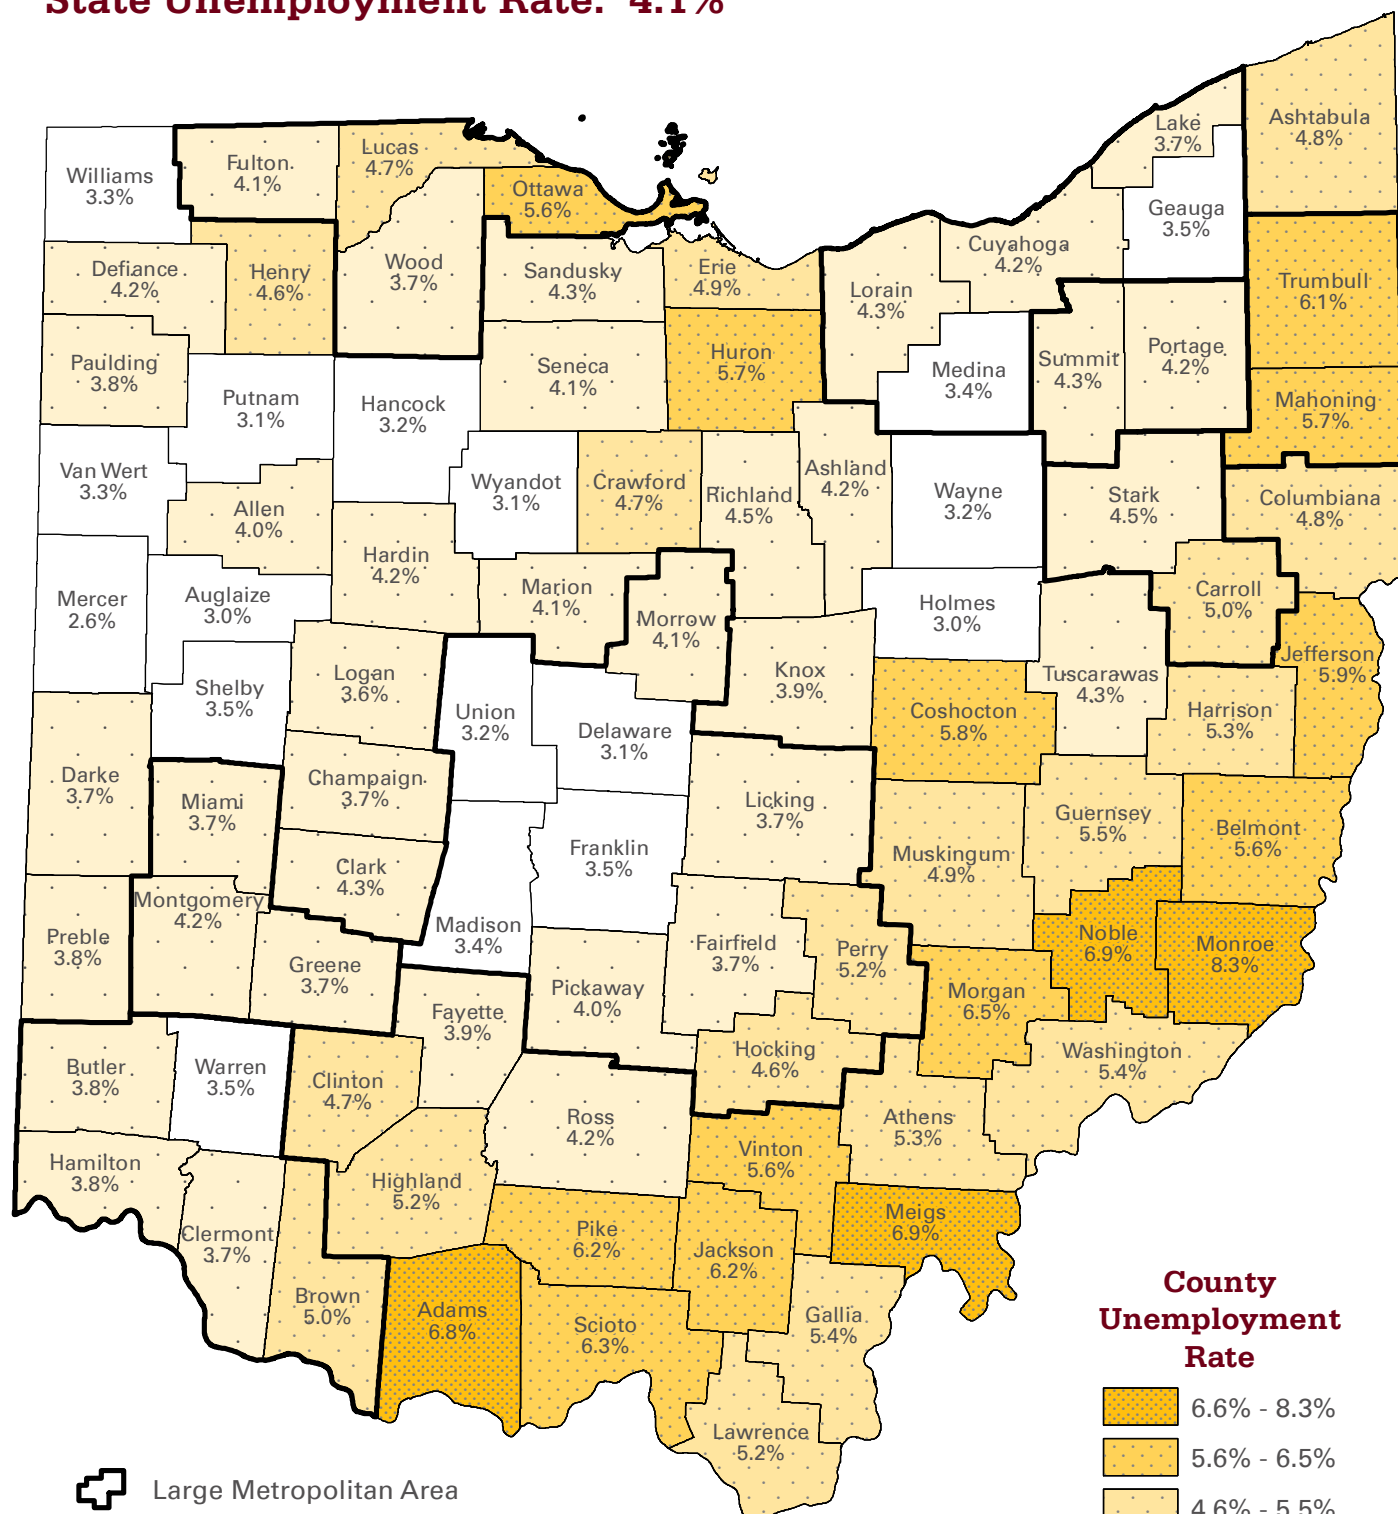 State Unemployment Rate: 4.1%
Lake
3.7%
Ashtabula
4.8%
Lucas
4.7%
Fulton
4.1%
Williams
3.3%
Ottawa
5.6%
Geauga
3.5%
Cuyahoga
4.2%
Defiance
4.2%
Henry
4.6%
Wood
3.7%
Sandusky
4.3%
Erie
4.9%
Lorain
4.3%
Trumbull
6.1%
Paulding
3.8%
Seneca
4.1%
Huron
5.7%
Medina
3.4%
Summit
4.3%
Portage
4.2%
Putnam
3.1%
Hancock
3.2%
Mahoning
5.7%
Van Wert
3.3%
Wyandot
3.1%
Crawford
4.7%
Richland
4.5%
Ashland
4.2%
Wayne
3.2%
Stark
4.5%
Columbiana
4.8%
Allen
4.0%
Hardin
4.2%
Mercer
2.6%
Auglaize
3.0%
Marion
4.1%
Morrow
4.1%
Holmes
3.0%
Carroll
5.0%
Jefferson
5.9%
Logan
3.6%
Knox
3.9%
Tuscarawas
4.3%
Shelby
3.5%
Union
3.2%
Delaware
3.1%
Coshocton
5.8%
Harrison
5.3%
Darke
3.7%
Champaign
3.7%
Miami
3.7%
Licking
3.7%
Guernsey
5.5%
Belmont
5.6%
Franklin
3.5%
Muskingum
4.9%
Clark
4.3%
Montgomery
4.2%
Madison
3.4%
Preble
3.8%
Fairfield
3.7%
Perry
5.2%
Noble
6.9%
Monroe
8.3%
Greene
3.7%
Pickaway
4.0%
Morgan
6.5%
Fayette
3.9%
Hocking
4.6%
Washington
5.4%
Butler
3.8%
Warren
3.5%
Clinton
4.7%
Ross
4.2%
Athens
5.3%
Hamilton
3.8%
Vinton
5.6%
Highland
5.2%
Clermont
3.7%
Pike
6.2%
Jackson
6.2%
Meigs
6.9%
Brown
5.0%
Adams
6.8%
Scioto
6.3%
Gallia
5.4%
Lawrence
5.2%
County
Unemployment
Rate
6.6% - 8.3%
5.6% - 6.5%
4.6% - 5.5%
Large Metropolitan Area